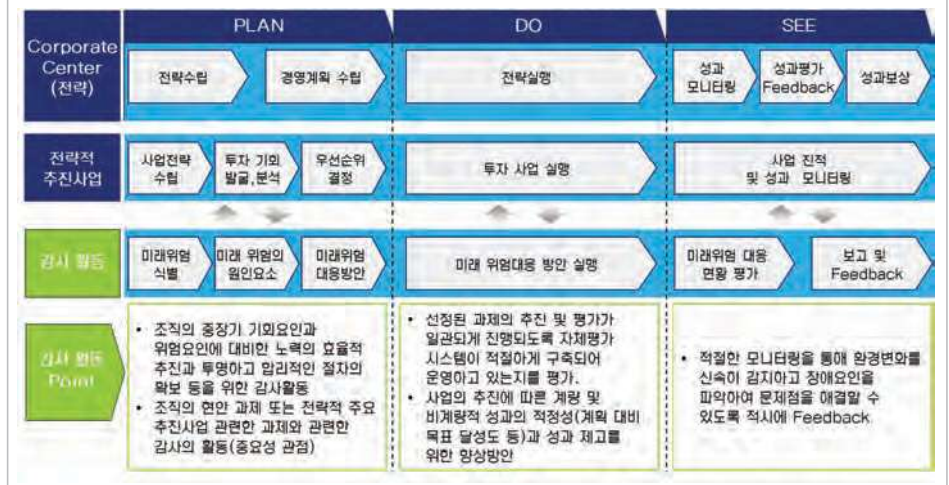 PLAN
DO
SEE
Corporate
Center
(전략)
전략수립
경영계획 수립
전략실행
성과
모니터링
성과평가
Feedback
성과보상
전략적
추진사업
사업전략
수립
투자 기회
발굴,분석
우선순위
결정
투자 사업 실행
사업 진척
및 성과 모니터링
감사 활동
미래위험
식별
미래 위험의
원인요소
미래위험
대응방안
미래 위험대응 방안 실행
미래위험 대응
현황 평가
보고 및
Feedback
감사 활동
Point
• 조직의 중장기 기회요인과
위험요인에 대비한 노력의 효율적
추진과 투명하고 합리적인 절차의
확보 등을 위한 감사활동
• 조직의 현안 과제 또는 전략적 주요
추진사업 관련한 과제와 관련한
감사의 활동(중요성 관점)
• 선정된 과제의 추진 및 평가가
일관되게 진행되도록 자체평가
시스템이 적절하게 구축되어
운영하고 있는지를 평가.
• 사업의 추진에 따른 계량 및
비계량적 성과의 적정성(계획 대비
목표 달성도 등)과 성과 제고를
위한 향상방안
• 적절한 모니터링을 통해 환경변화를
신속히 감지하고 장애요인을
파악하여 문제점을 해결할 수
있도록 적시에 Feedback